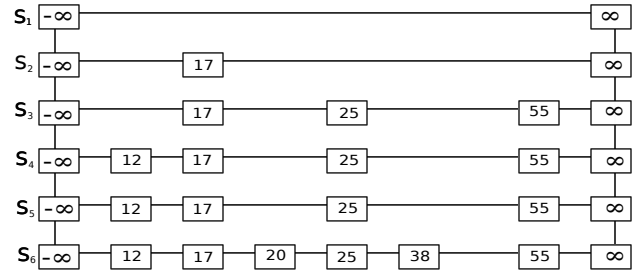 S₁ -∞ ∞
S₂ -∞ 17 ∞
S₃ -∞ 17 25 55 ∞
S₄ -∞ 12 17 25 55 ∞
S₅ -∞ 12 17 25 55 ∞
S₆ -∞ 12 17 20 25 38 55 ∞